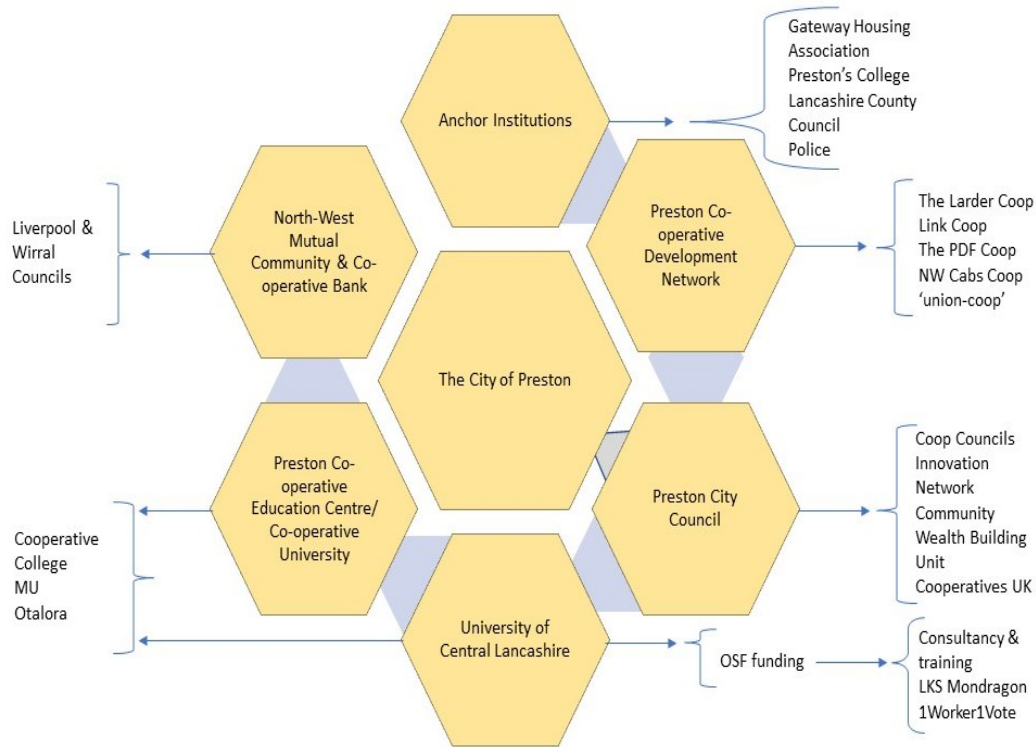 Gateway Housing
Association
Preston's College
Lancashire County
Council
Police
Anchor Institutions
North-West
Mutual
Community & Co-
operative Bank
Liverpool &
Wirral
Councils
Preston Co-
operative
Development
Network
The Larder Coop
Link Coop
The PDF Coop
NW Cabs Coop
‘union-coop’
The City of Preston
Preston Co-
operative
Education Centre/
Co-operative
University
Preston City
Council
Coop Councils
Innovation
Network
Community
Wealth Building
Unit
Cooperatives UK
Cooperative
College
MU
Otalora
University of
Central Lancashire
OSF funding
Consultancy &
training
LKS Mondragon
1Worker1Vote